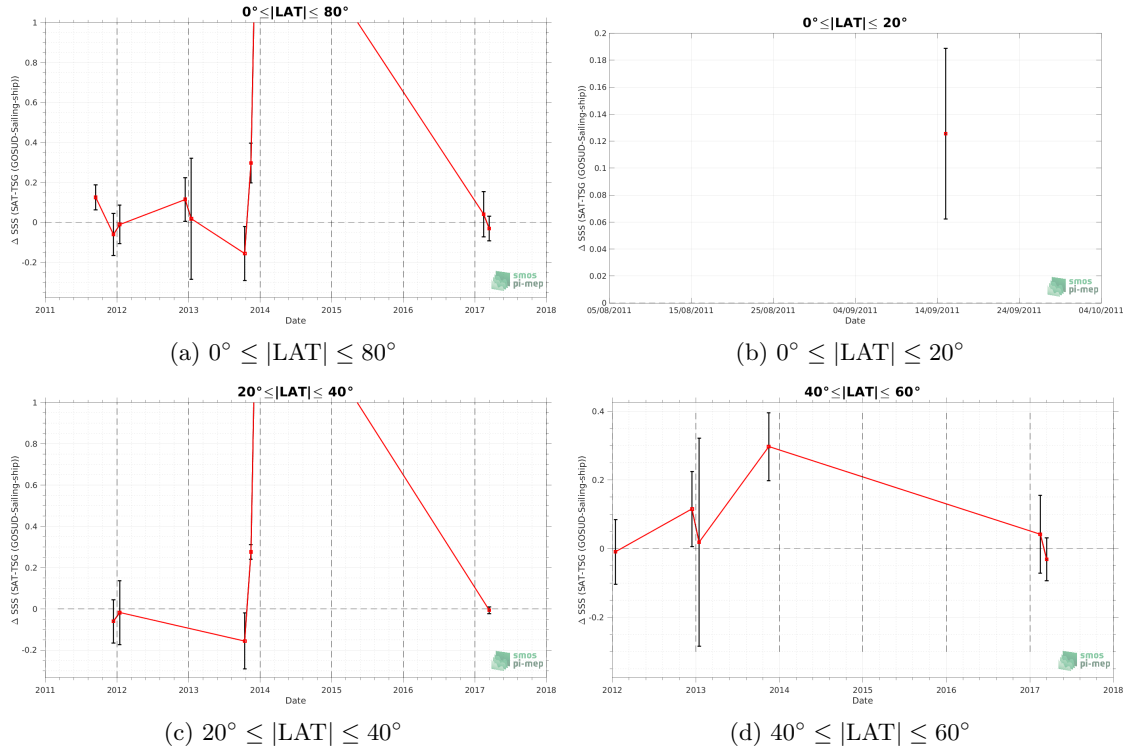 0°≤|LAT|≤ 80°
Δ SSS (SAT-TSG (GOSUD-Sailing-ship))
1
0.8
0.6
0.4
0.2
0
-0.2
2011 2012 2013 2014 2015 2016 2017 2018
Date
smos
pi-mep
(a) 0° ≤ |LAT| ≤ 80°
0°≤|LAT|≤ 20°
Δ SSS (SAT-TSG (GOSUD-Sailing-ship))
0.2
0.18
0.16
0.14
0.12
0.1
0.08
0.06
0.04
0.02
0
05/08/2011 15/08/2011 25/08/2011 04/09/2011 14/09/2011 24/09/2011 04/10/2011
Date
smos
pi-mep
(b) 0° ≤ |LAT| ≤ 20°
20°≤|LAT|≤ 40°
Δ SSS (SAT-TSG (GOSUD-Sailing-ship))
1
0.8
0.6
0.4
0.2
0
-0.2
2011 2012 2013 2014 2015 2016 2017 2018
Date
smos
pi-mep
(c) 20° ≤ |LAT| ≤ 40°
40°≤|LAT|≤ 60°
Δ SSS (SAT-TSG (GOSUD-Sailing-ship))
0.4
0.2
0
-0.2
2012 2013 2014 2015 2016 2017 2018
Date
smos
pi-mep
(d) 40° ≤ |LAT| ≤ 60°